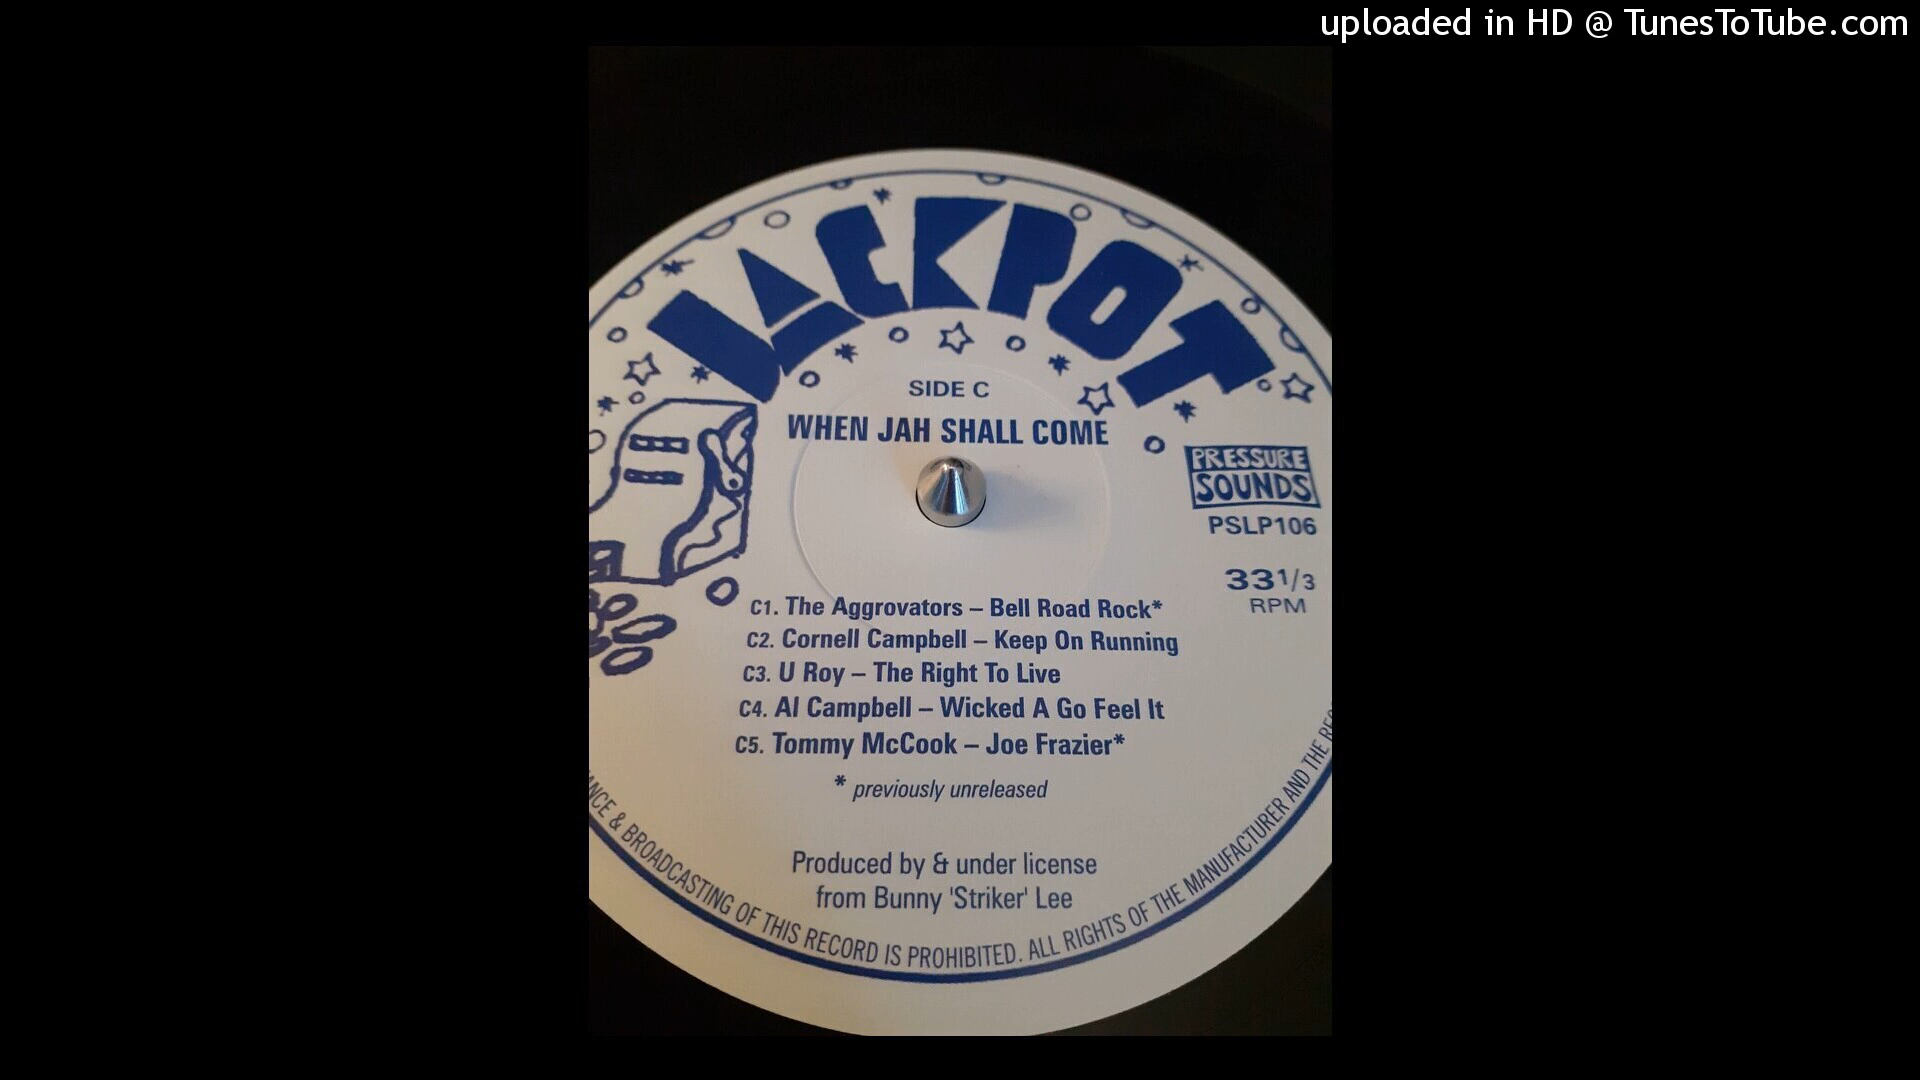 uploaded in HD @ TunesToTube.com
JACKPOT
SIDE C
WHEN JAH SHALL COME
PRESSURE
SOUNDS
PSLP106
33 1/3
RPM
C1. The Aggrovators – Bell Road Rock*
C2. Cornell Campbell – Keep On Running
C3. U Roy – The Right To Live
C4. Al Campbell – Wicked A Go Feel It
C5. Tommy McCook – Joe Frazier*
* previously unreleased
Produced by & under license
from Bunny 'Striker' Lee
& BROADCASTING OF THIS RECORD IS PROHIBITED. ALL RIGHTS OF THE MANUFACTURER AND THE